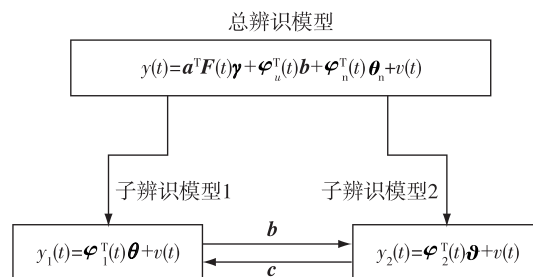 总辨识模型
y(t)=aᵀF(t)γ+φᵤᵀ(t)b+φₙᵀ(t)θₙ+v(t)
子辨识模型1
子辨识模型2
y₁(t)=φ₁ᵀ(t)θ+v(t)
b
c
y₂(t)=φ₂ᵀ(t)ϑ+v(t)